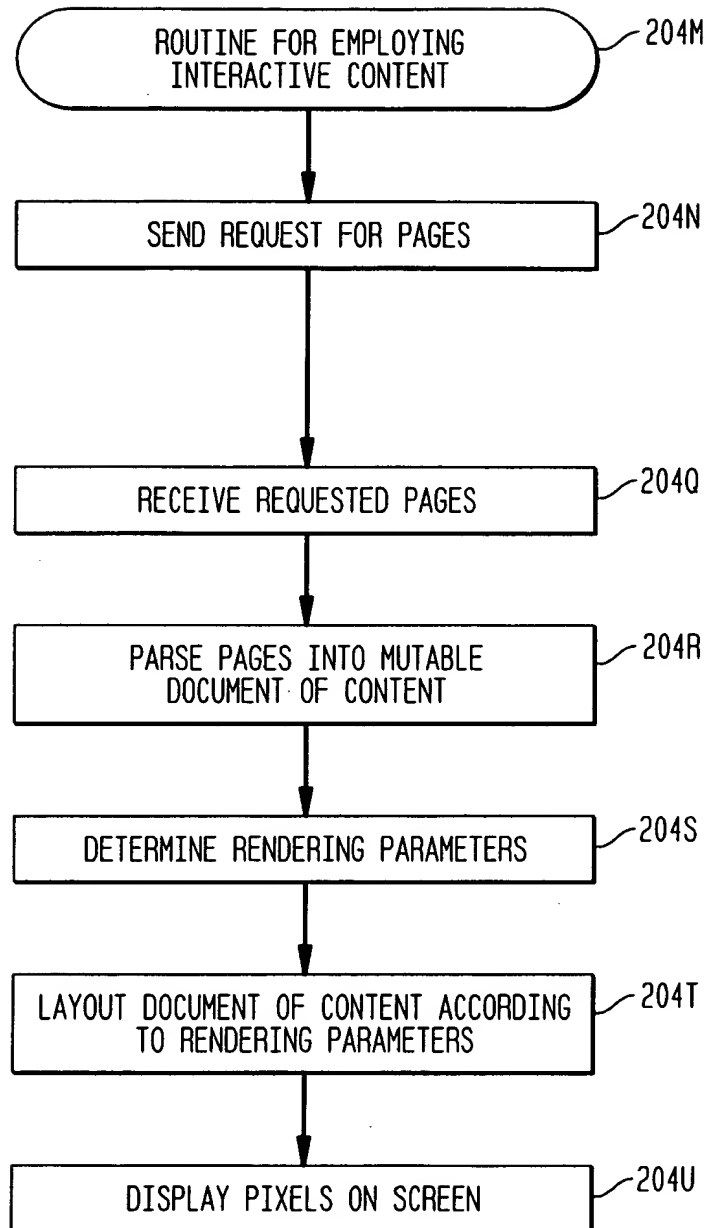 ROUTINE FOR EMPLOYING
INTERACTIVE CONTENT
204M
SEND REQUEST FOR PAGES
204N
RECEIVE REQUESTED PAGES
204Q
PARSE PAGES INTO MUTABLE
DOCUMENT OF CONTENT
204R
DETERMINE RENDERING PARAMETERS
204S
LAYOUT DOCUMENT OF CONTENT ACCORDING
TO RENDERING PARAMETERS
204T
DISPLAY PIXELS ON SCREEN
204U